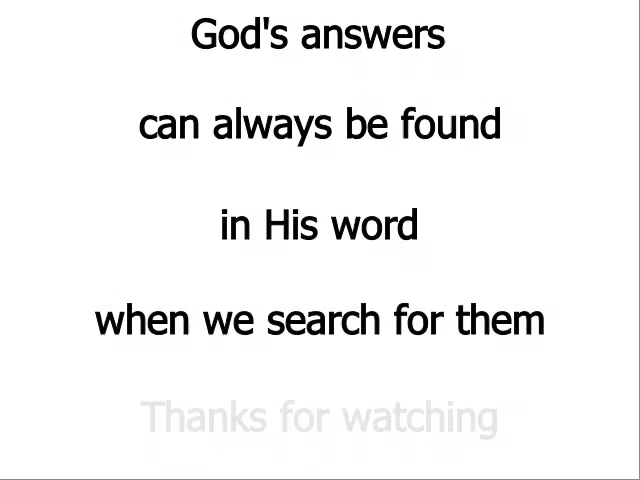 God's answers
can always be found
in His word
when we search for them
Thanks for watching